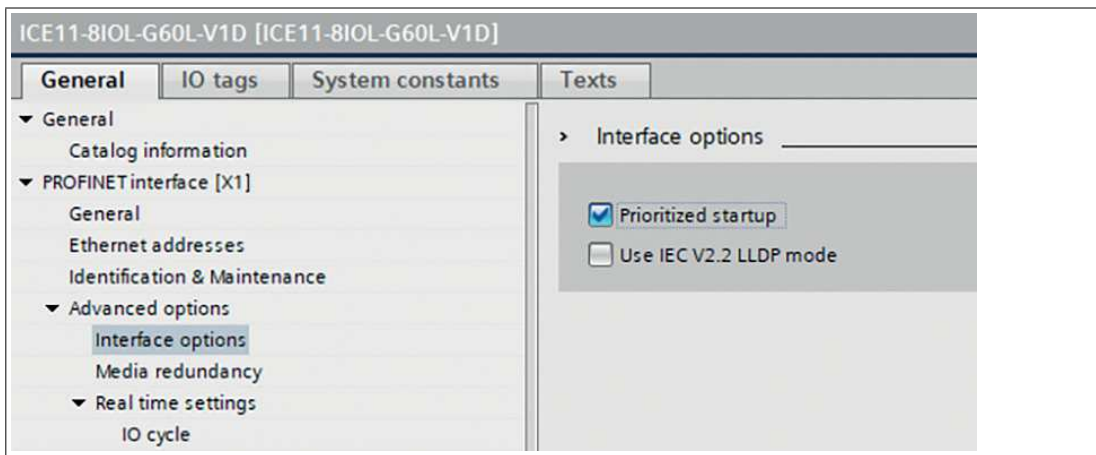 ICE11-8IOL-G60L-V1D [ICE11-8IOL-G60L-V1D]
General IO tags System constants Texts
General
Catalog information
PROFINET interface [X1]
General
Ethernet addresses
Identification & Maintenance
Advanced options
Interface options
Media redundancy
Real time settings
IO cycle
Interface options
Prioritized startup
Use IEC V2.2 LLDP mode